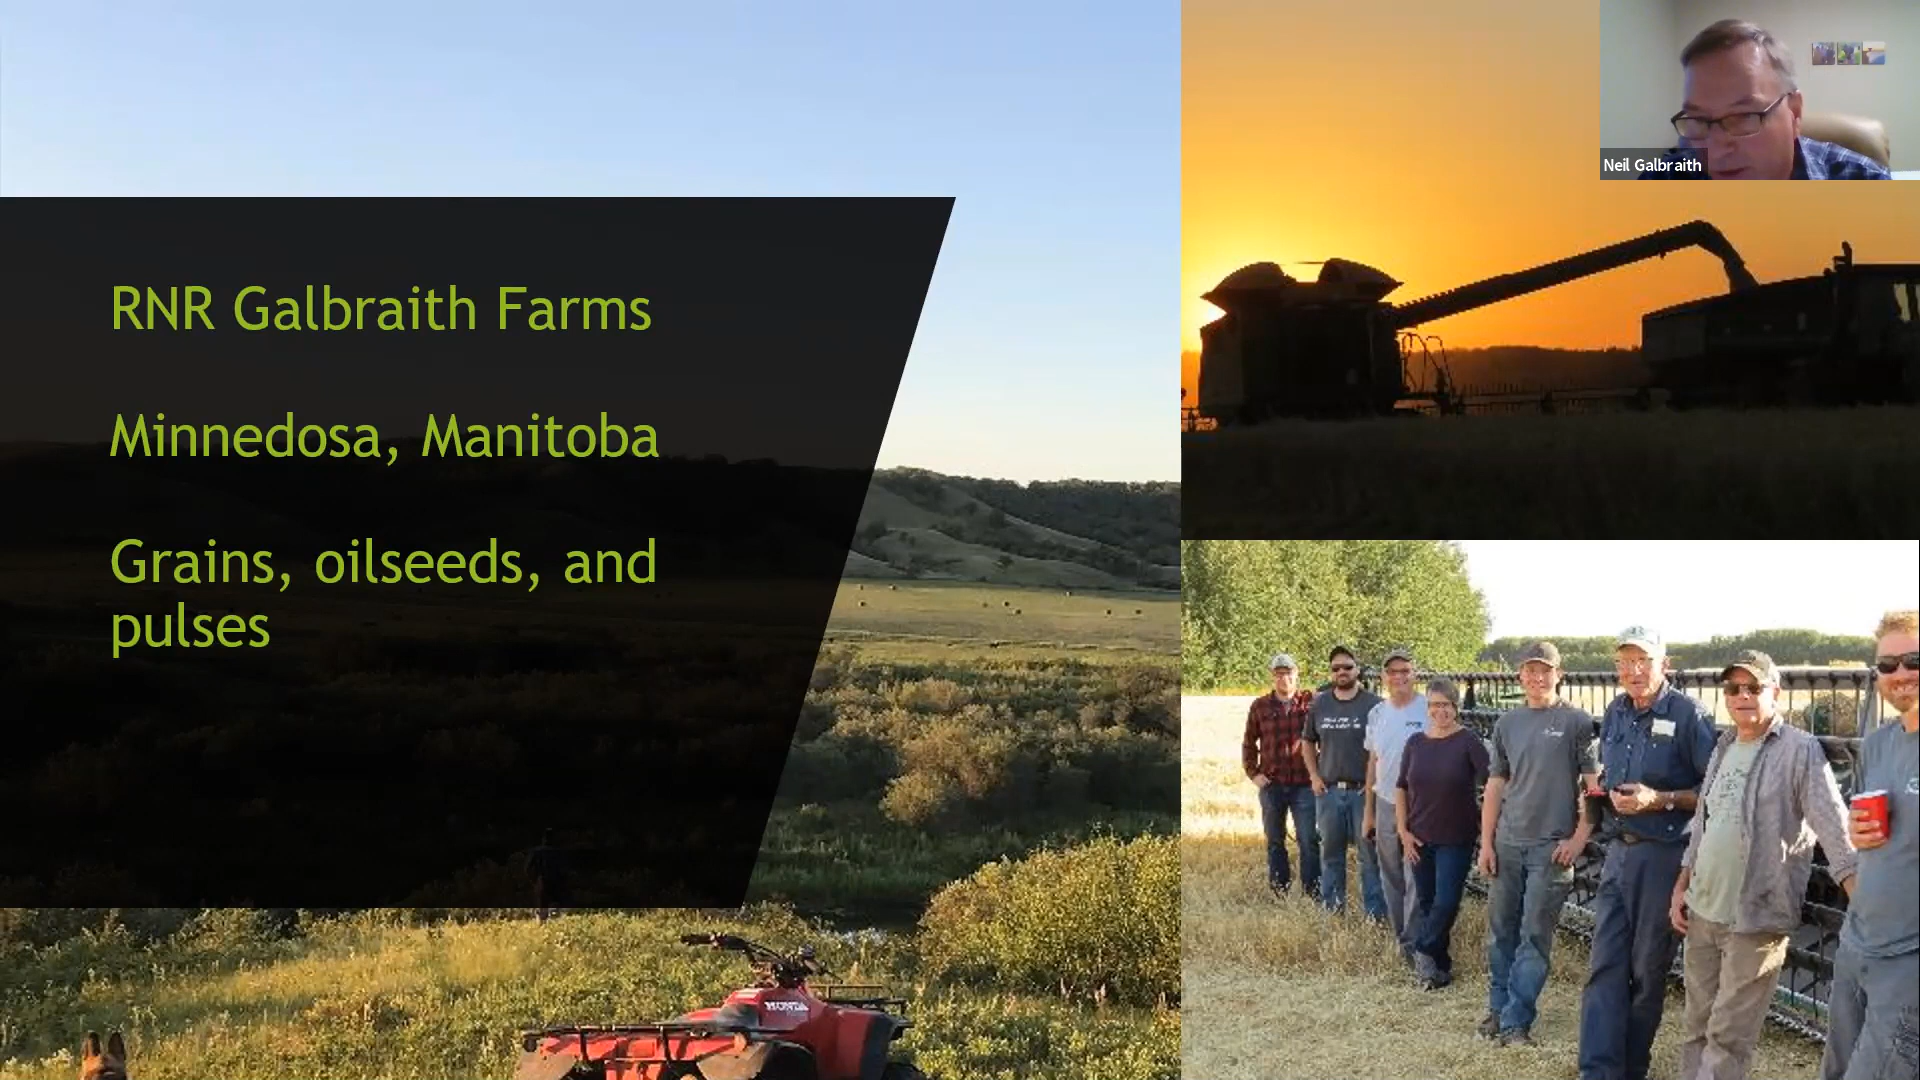 RNR Galbraith Farms
Minnedosa, Manitoba
Grains, oilseeds, and
pulses
Neil Galbraith
HONDA